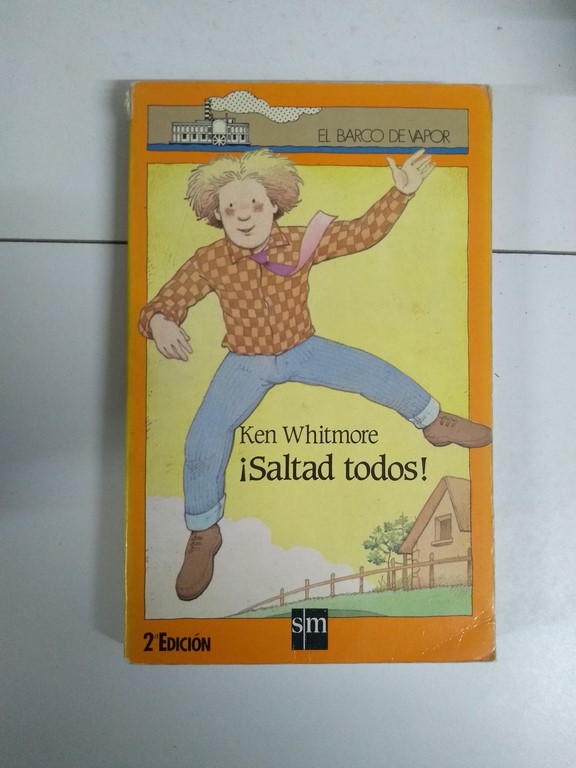 EL BARCO DE VAPOR
Ken Whitmore
¡Saltad todos!
sm
2ª EDICIÓN